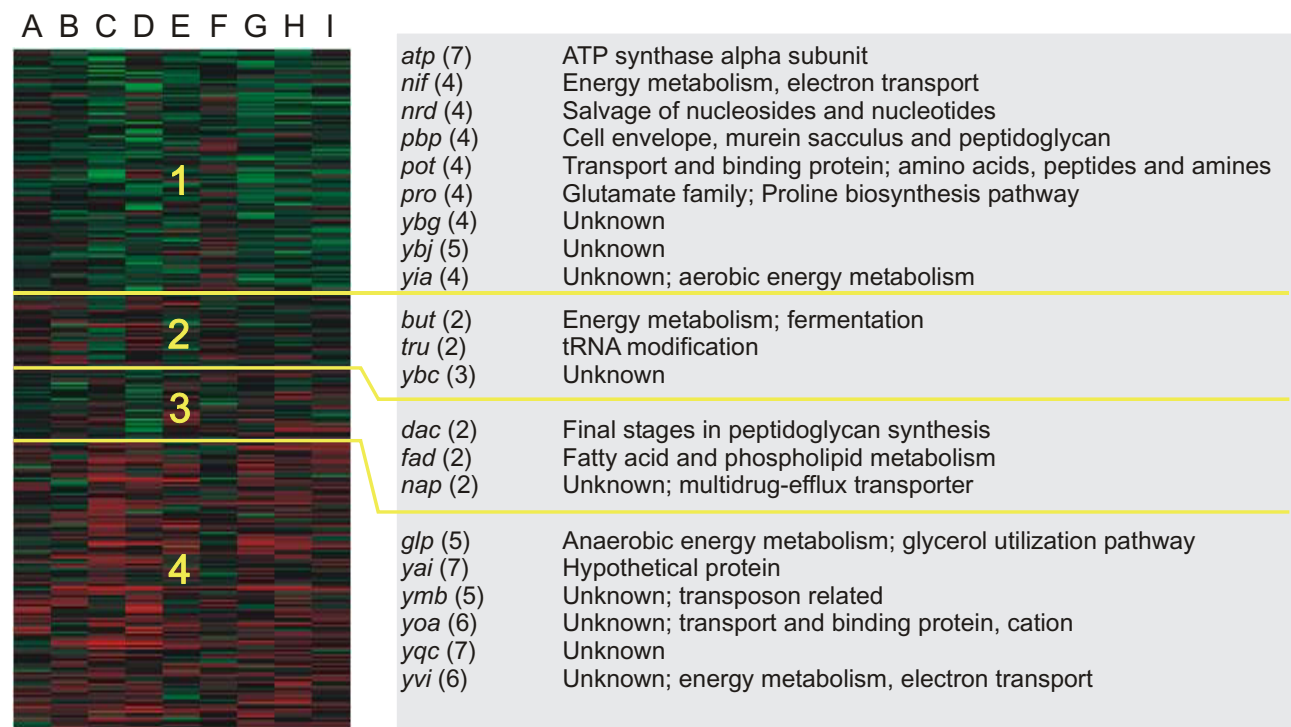 A B C D E F G H I
1
2
3
4
atp (7) ATP synthase alpha subunit
nif (4) Energy metabolism, electron transport
nrd (4) Salvage of nucleosides and nucleotides
pbp (4) Cell envelope, murein sacculus and peptidoglycan
pot (4) Transport and binding protein; amino acids, peptides and amines
pro (4) Glutamate family; Proline biosynthesis pathway
ybg (4) Unknown
ybj (5) Unknown
yia (4) Unknown; aerobic energy metabolism
but (2) Energy metabolism; fermentation
tru (2) tRNA modification
ybc (3) Unknown
dac (2) Final stages in peptidoglycan synthesis
fad (2) Fatty acid and phospholipid metabolism
nap (2) Unknown; multidrug-efflux transporter
glp (5) Anaerobic energy metabolism; glycerol utilization pathway
yai (7) Hypothetical protein
ymb (5) Unknown; transposon related
yoa (6) Unknown; transport and binding protein, cation
yqc (7) Unknown
yvi (6) Unknown; energy metabolism, electron transport